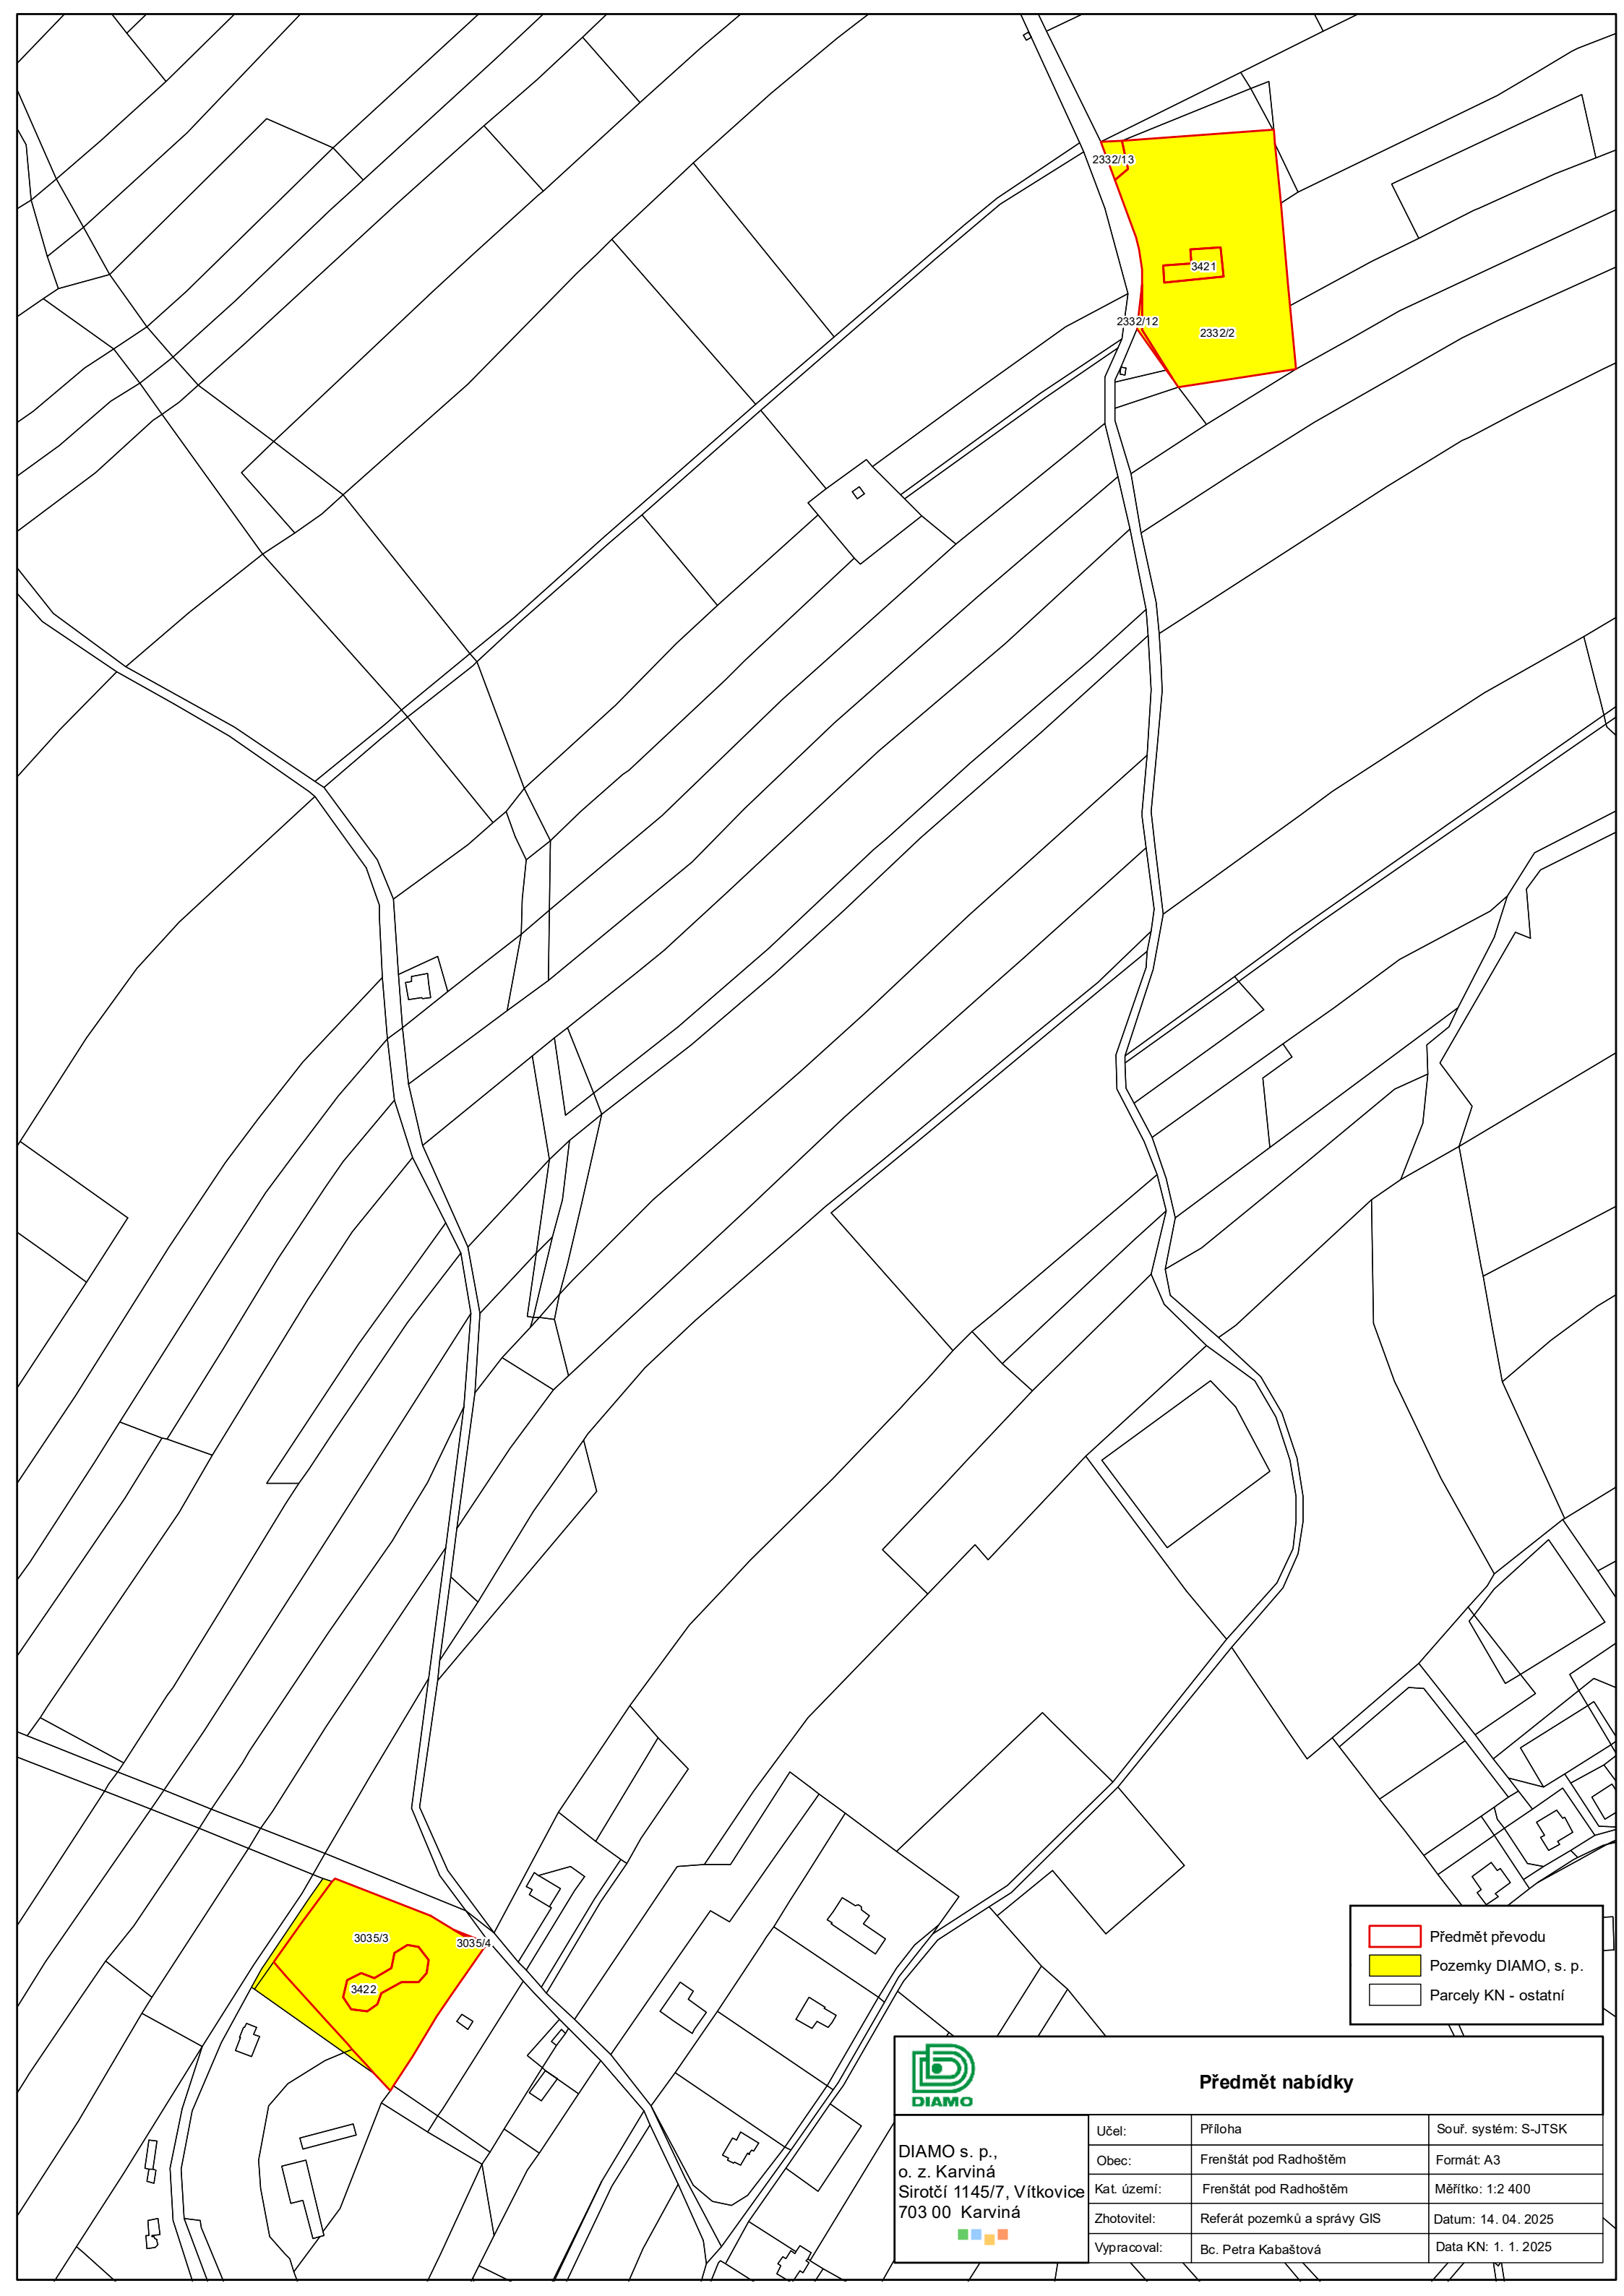 2332/13
3421
2332/12
2332/2
3035/3
3035/4
3422
Předmět převodu
Pozemky DIAMO, s. p.
Parcely KN - ostatní
DIAMO
Předmět nabídky
DIAMO s. p.,
o. z. Karviná
Sirotčí 1145/7, Vítkovice
703 00 Karviná
Učel: Příloha Souř. systém: S-JTSK
Obec: Frenštát pod Radhoštěm Formát: A3
Kat. území: Frenštát pod Radhoštěm Měřítko: 1:2 400
Zhotovitel: Referát pozemků a správy GIS Datum: 14. 04. 2025
Vypracoval: Bc. Petra Kabaštová Data KN: 1. 1. 2025